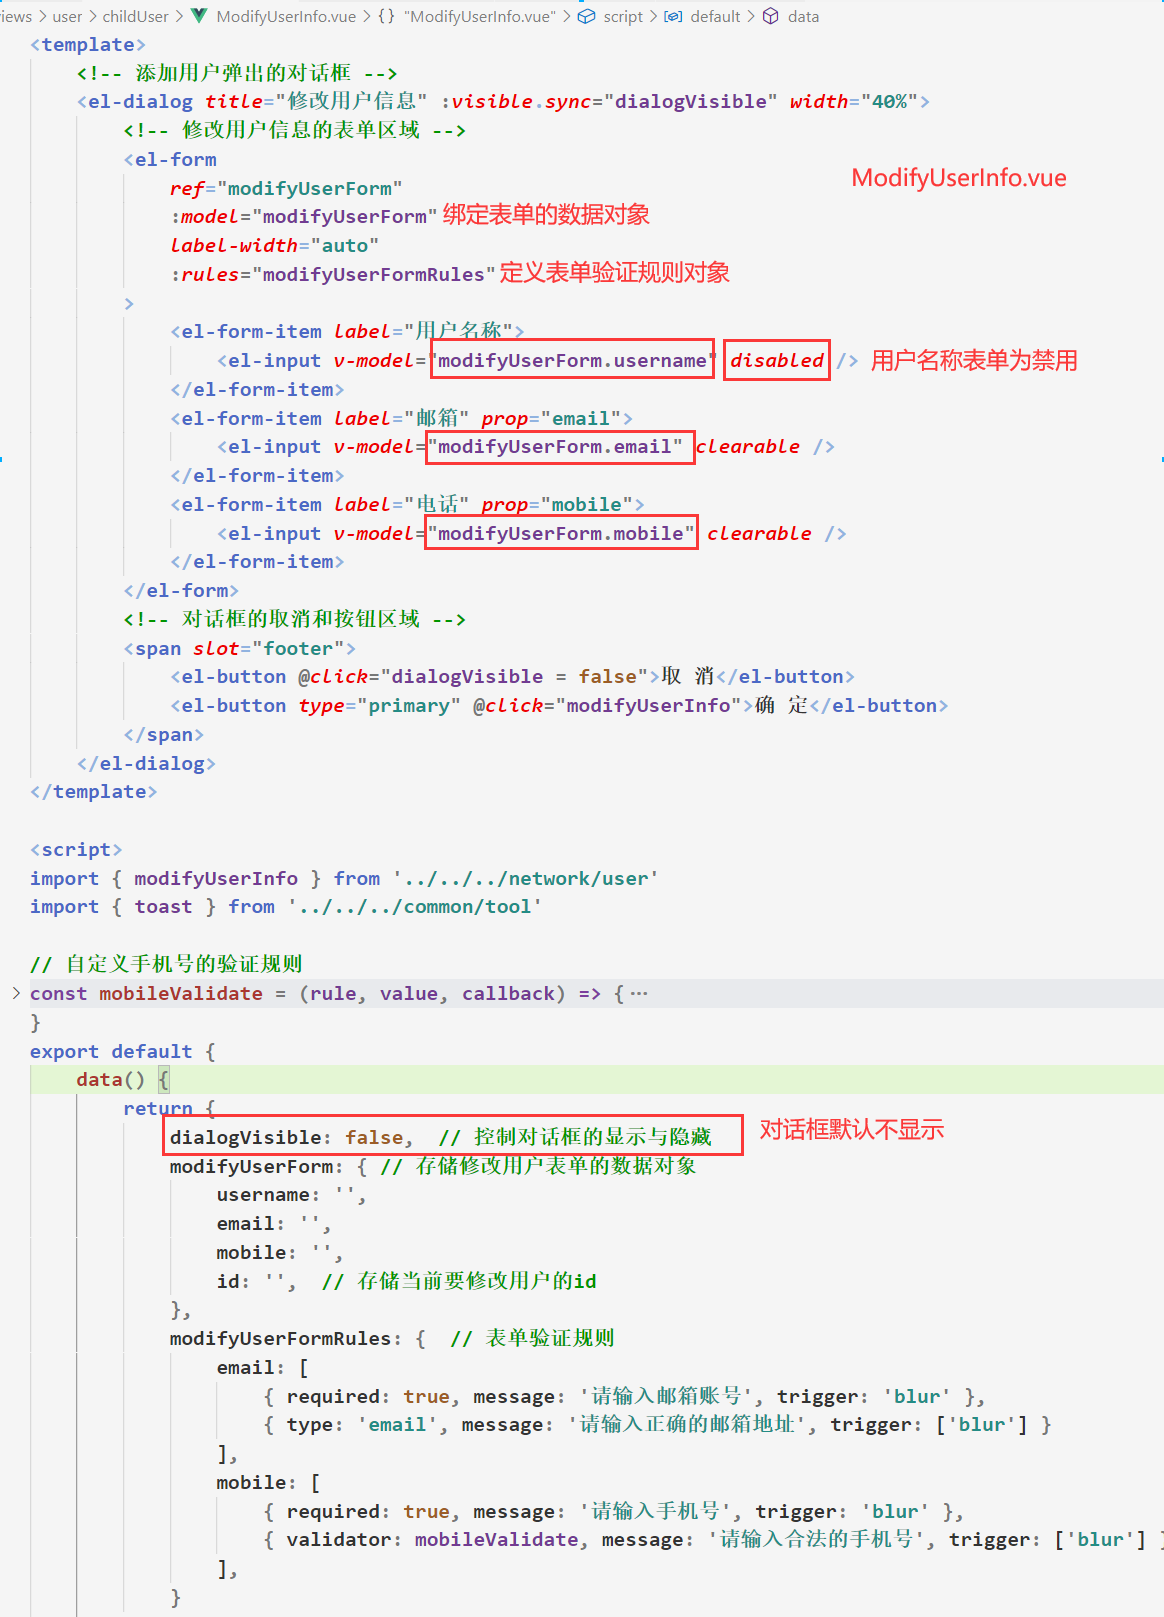 iews > user > childUser > ModifyUserInfo.vue > {} "ModifyUserInfo.vue" > script > default > data
<template>
<!-- 添加用户弹出的对话框 -->
<el-dialog title="修改用户信息" :visible.sync="dialogVisible" width="40%">
<!-- 修改用户信息的表单区域 -->
<el-form
ModifyUserInfo.vue
ref="modifyUserForm"
:model="modifyUserForm" 绑定表单的数据对象
label-width="auto"
:rules="modifyUserFormRules" 定义表单验证规则对象
>
<el-form-item label="用户名称">
<el-input v-model="modifyUserForm.username" disabled /> 用户名称表单为禁用
</el-form-item>
<el-form-item label="邮箱" prop="email">
<el-input v-model="modifyUserForm.email" clearable />
</el-form-item>
<el-form-item label="电话" prop="mobile">
<el-input v-model="modifyUserForm.mobile" clearable />
</el-form-item>
</el-form>
<!-- 对话框的取消和按钮区域 -->
<span slot="footer">
<el-button @click="dialogVisible = false">取 消</el-button>
<el-button type="primary" @click="modifyUserInfo">确 定</el-button>
</span>
</el-dialog>
</template>
<script>
import { modifyUserInfo } from '../../../network/user'
import { toast } from '../../../common/tool'
// 自定义手机号的验证规则
const mobileValidate = (rule, value, callback) => { ···
}
export default {
data() {
return {
dialogVisible: false, // 控制对话框的显示与隐藏 对话框默认不显示
modifyUserForm: { // 存储修改用户表单的数据对象
username: '',
email: '',
mobile: '',
id: '', // 存储当前要修改用户的id
},
modifyUserFormRules: { // 表单验证规则
email: [
{ required: true, message: '请输入邮箱账号', trigger: 'blur' },
{ type: 'email', message: '请输入正确的邮箱地址', trigger: ['blur'] }
],
mobile: [
{ required: true, message: '请输入手机号', trigger: 'blur' },
{ validator: mobileValidate, message: '请输入合法的手机号', trigger: ['blur'] }
],
}